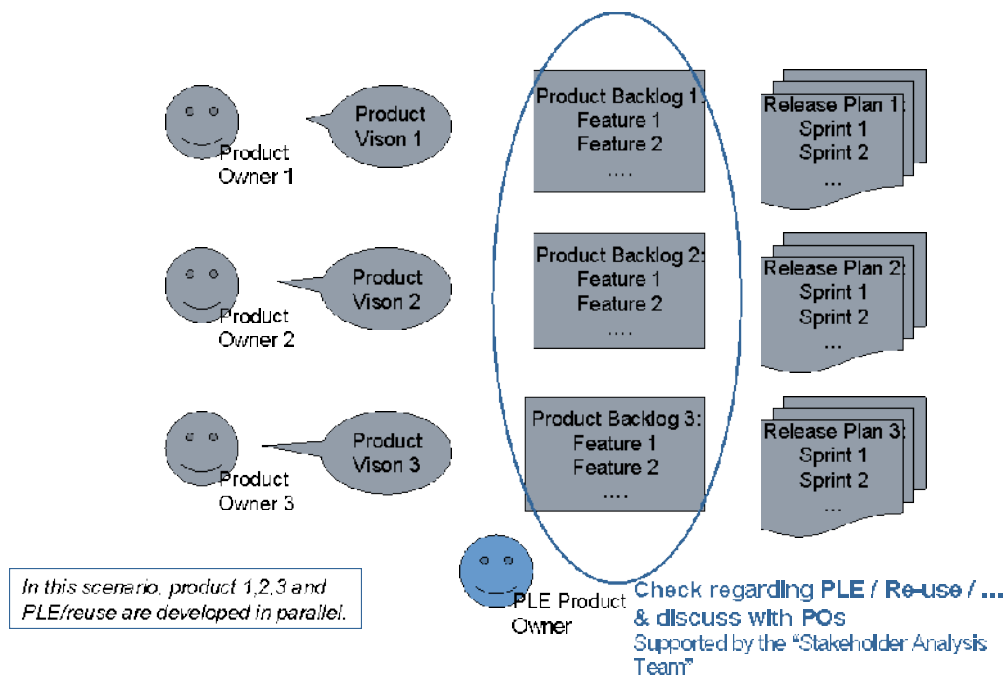 Product
Owner 1
Product
Vison 1
Product Backlog 1:
Feature 1
Feature 2
....
Release Plan 1:
Sprint 1
Sprint 2
...
Product
Owner 2
Product
Vison 2
Product Backlog 2:
Feature 1
Feature 2
....
Release Plan 2:
Sprint 1
Sprint 2
...
Product
Owner 3
Product
Vison 3
Product Backlog 3:
Feature 1
Feature 2
....
Release Plan 3:
Sprint 1
Sprint 2
...
In this scenario, product 1,2,3 and
PLE/reuse are developed in parallel.
PLE Product
Owner
Check regarding PLE / Re-use / ...
& discuss with POs
Supported by the “Stakeholder Analysis
Team”